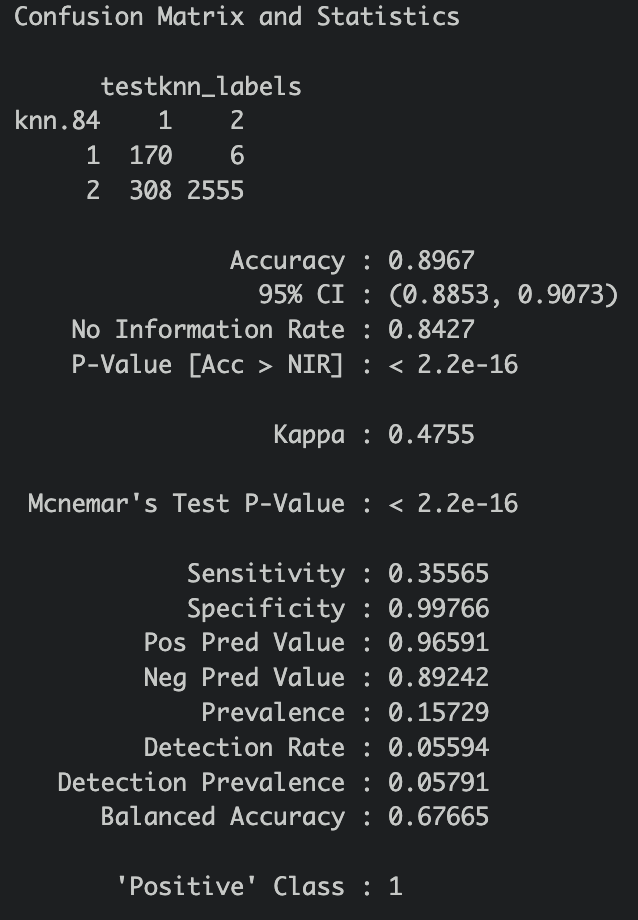 Confusion Matrix and Statistics
testknn_labels
knn.84 1 2
1 170 6
2 308 2555
Accuracy : 0.8967
95% CI : (0.8853, 0.9073)
No Information Rate : 0.8427
P-Value [Acc > NIR] : < 2.2e-16
Kappa : 0.4755
Mcnemar's Test P-Value : < 2.2e-16
Sensitivity : 0.35565
Specificity : 0.99766
Pos Pred Value : 0.96591
Neg Pred Value : 0.89242
Prevalence : 0.15729
Detection Rate : 0.05594
Detection Prevalence : 0.05791
Balanced Accuracy : 0.67665
'Positive' Class : 1